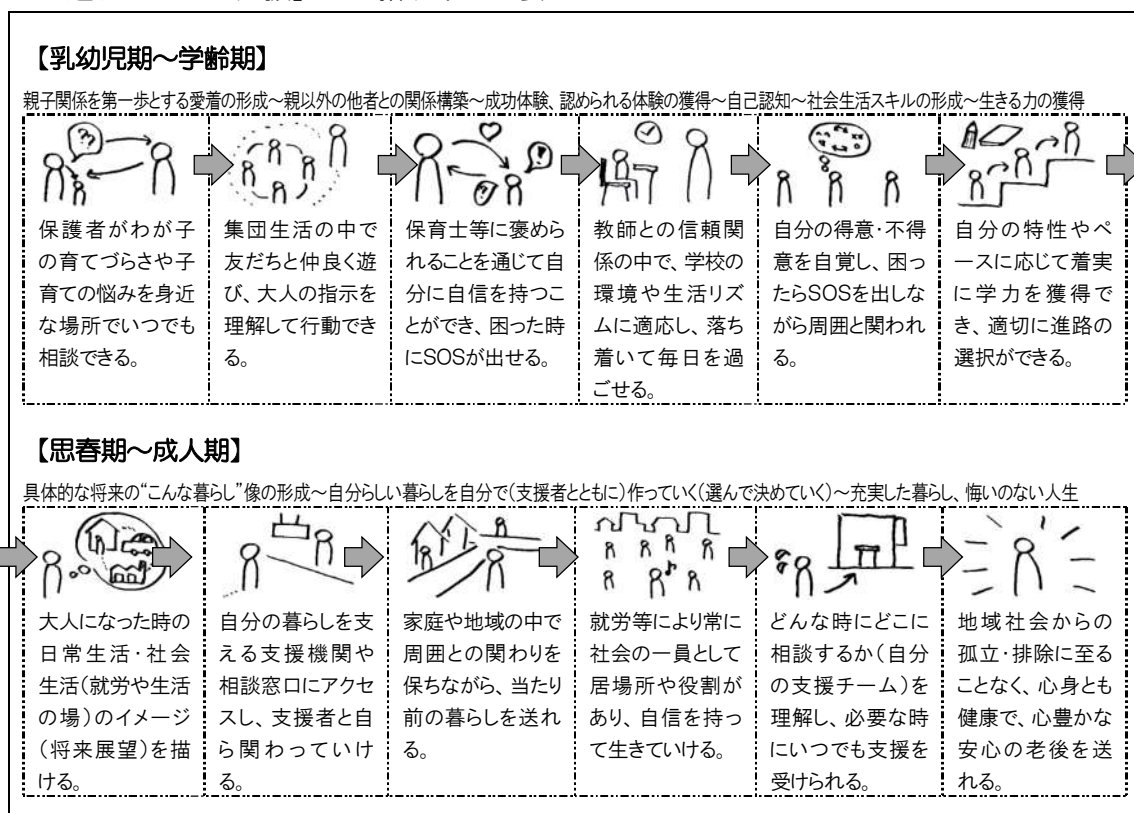 【乳幼児期～学齢期】
親子関係を第一歩とする愛着の形成～親以外の他者との関係構築～成功体験、認められる体験の獲得～自己認知～社会生活スキルの形成～生きる力の獲得
保護者がわが子
の育てづらさや子
育ての悩みを身近
な場所でいつでも
相談できる。
集団生活の中で
友だちと仲良く遊
び、大人の指示を
理解して行動でき
る。
保育士等に褒めら
れることを通じて自
分に自信を持つこ
とができ、困った時
にSOSが出せる。
教師との信頼関
係の中で、学校の
環境や生活リズ
ムに適応し、落ち
着いて毎日を過
ごせる。
自分の得意・不得
意を自覚し、困っ
たらSOSを出しな
がら周囲と関われ
る。
自分の特性やペ
ースに応じて着実
に学力を獲得で
き、適切に進路の
選択ができる。
【思春期～成人期】
具体的な将来の“こんな暮らし”像の形成～自分らしい暮らしを自分で(支援者とともに)作っていく(選んで決めていく)～充実した暮らし、悔いのない人生
大人になった時の
日常生活・社会
生活(就労や生活
の場)のイメージ
(将来展望)を描
ける。
自分の暮らしを支
える支援機関や
相談窓口にアクセ
スし、支援者と自
ら関わっていけ
る。
家庭や地域の中で
周囲との関わりを
保ちながら、当たり
前の暮らしを送れ
る。
就労等により常に
社会の一員として
居場所や役割が
あり、自信を持っ
て生きていける。
どんな時にどこに
相談するか(自分
の支援チーム)を
理解し、必要な時
にいつでも支援を
受けられる。
地域社会からの
孤立・排除に至る
ことなく、心身とも
健康で、心豊かな
安心の老後を送
れる。